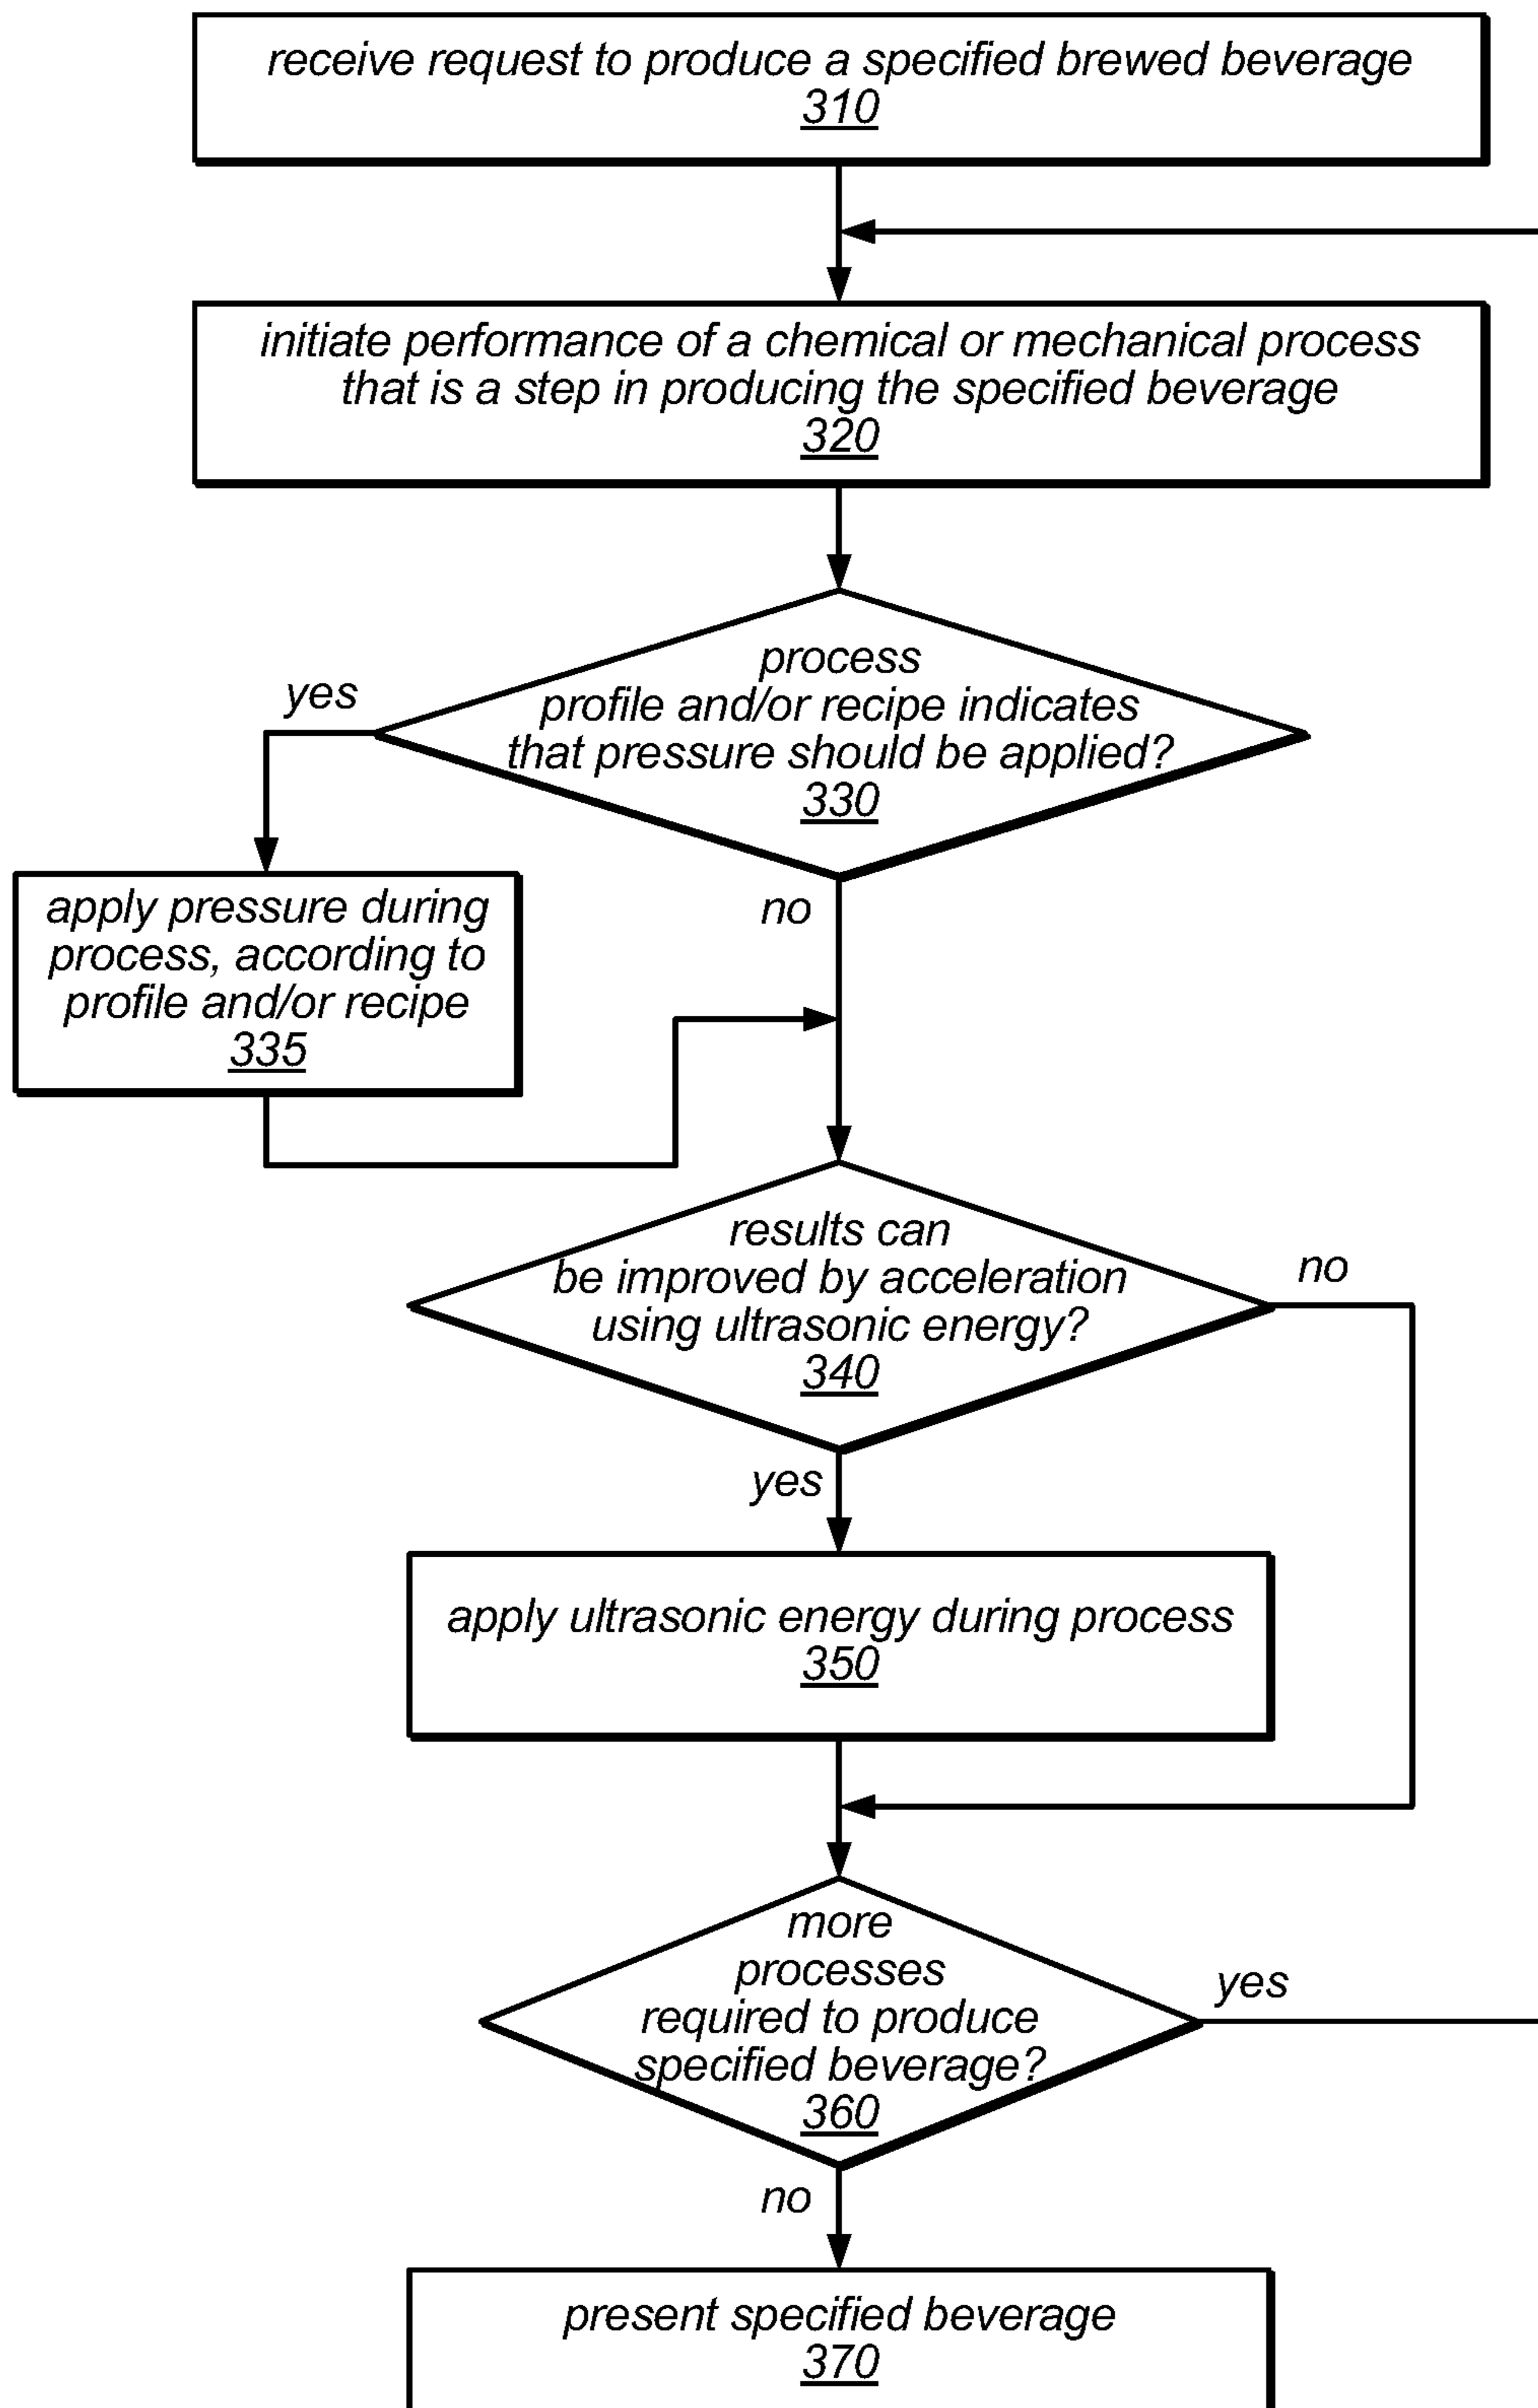 receive request to produce a specified brewed beverage
310
initiate performance of a chemical or mechanical process
that is a step in producing the specified beverage
320
process
profile and/or recipe indicates
that pressure should be applied?
330
yes
no
apply pressure during
process, according to
profile and/or recipe
335
results can
be improved by acceleration
using ultrasonic energy?
340
no
yes
apply ultrasonic energy during process
350
more
processes
required to produce
specified beverage?
360
yes
no
present specified beverage
370